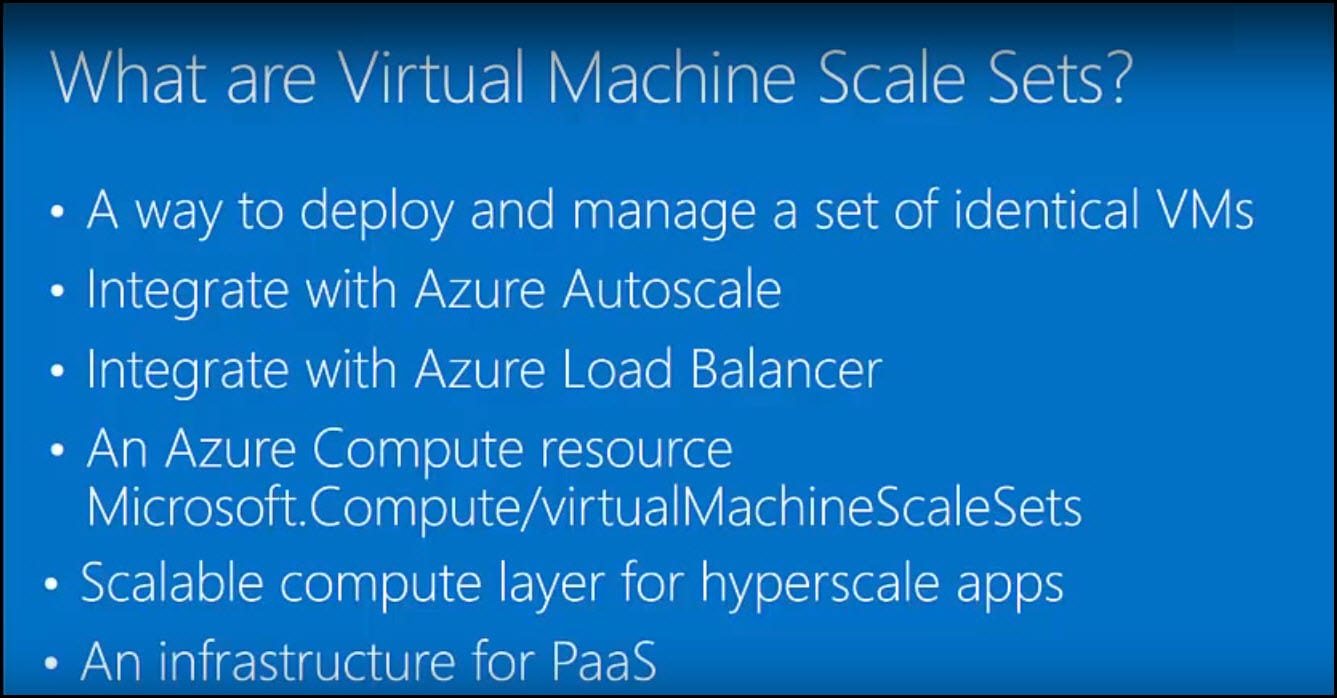 What are Virtual Machine Scale Sets?
• A way to deploy and manage a set of identical VMs
• Integrate with Azure Autoscale
• Integrate with Azure Load Balancer
• An Azure Compute resource
Microsoft.Compute/virtualMachineScaleSets
• Scalable compute layer for hyperscale apps
• An infrastructure for PaaS